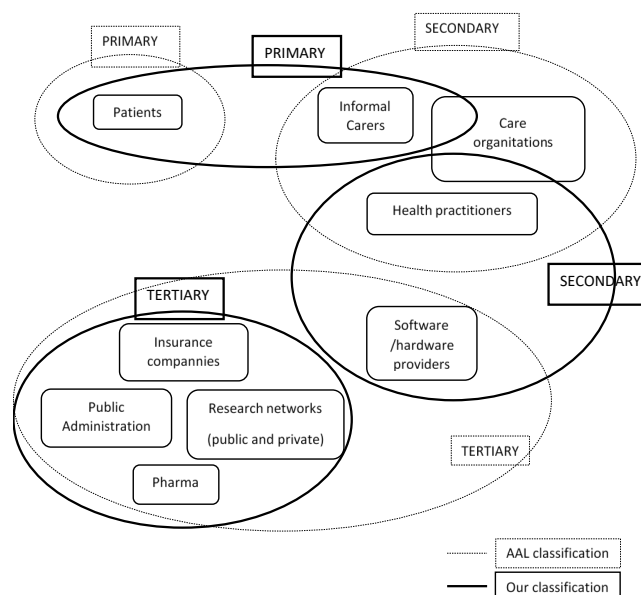 SECONDARY
PRIMARY
PRIMARY
Patients
Informal
Carers
Care
organitations
Health practitioners
SECONDARY
TERTIARY
Software
/hardware
providers
Insurance
compannies
Public
Administration
Research networks
(public and private)
TERTIARY
Pharma
AAL classification
Our classification